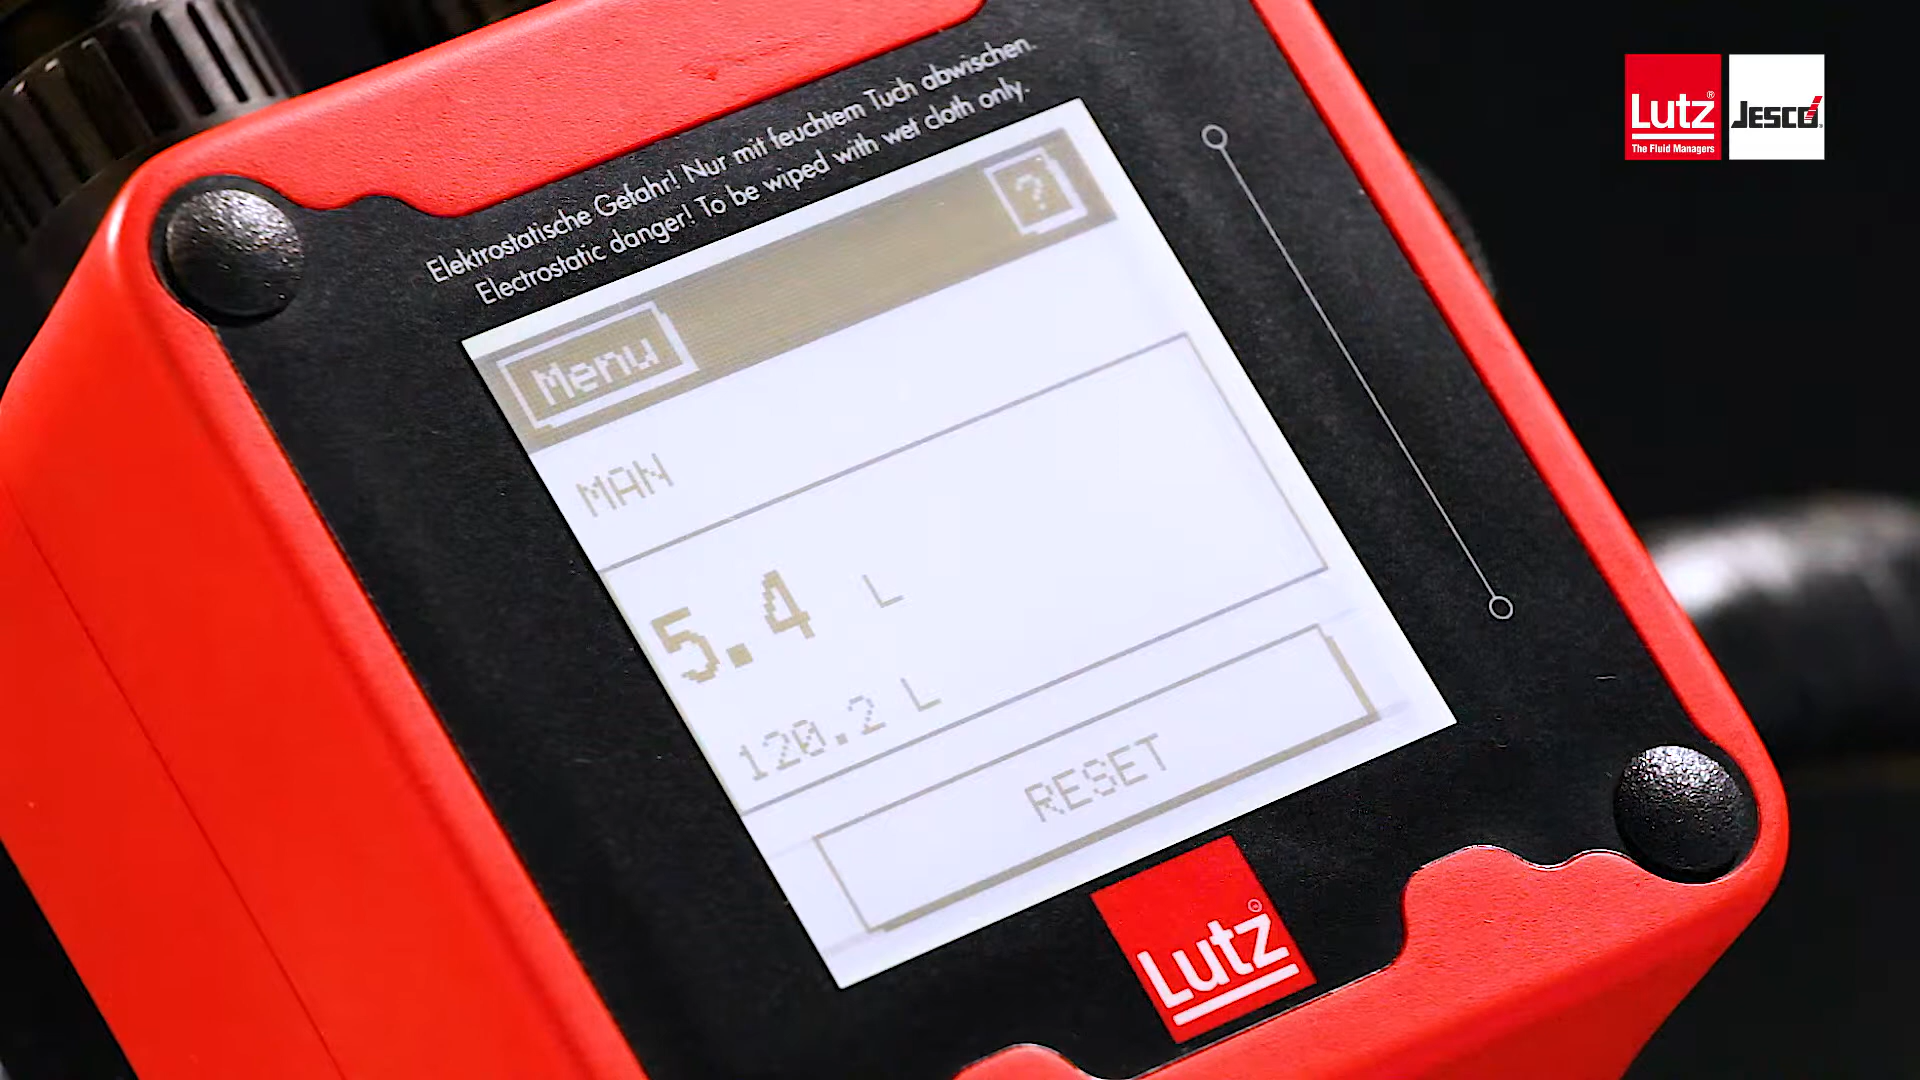 Elektrostatische Gefahr! Nur mit feuchtem Tuch abwischen.
Electrostatic danger! To be wiped with wet cloth only.
Menu ?
MAN
5.4 L
120.2 L
RESET
Lutz
Lutz®
The Fluid Managers
JESCO®